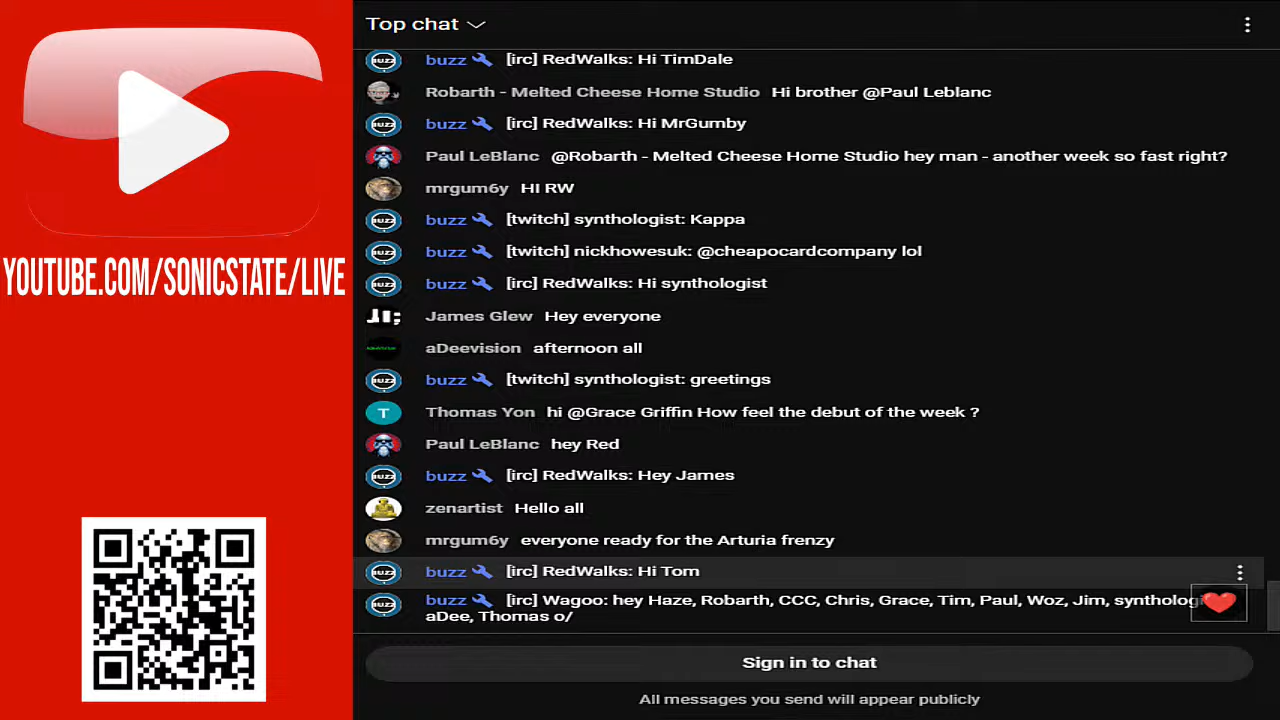 Top chat
buzz [irc] RedWalks: Hi TimDale
Robarth - Melted Cheese Home Studio Hi brother @Paul Leblanc
buzz [irc] RedWalks: Hi MrGumby
Paul LeBlanc @Robarth - Melted Cheese Home Studio hey man - another week so fast right?
mrgum6y HI RW
buzz [twitch] synthologist: Kappa
buzz [twitch] nickhowesuk: @cheapocardcompany lol
buzz [irc] RedWalks: Hi synthologist
James Glew Hey everyone
aDeevision afternoon all
buzz [twitch] synthologist: greetings
Thomas Yon hi @Grace Griffin How feel the debut of the week ?
Paul LeBlanc hey Red
buzz [irc] RedWalks: Hey James
zenartist Hello all
mrgum6y everyone ready for the Arturia frenzy
buzz [irc] RedWalks: Hi Tom
buzz [irc] Wagoo: hey Haze, Robarth, CCC, Chris, Grace, Tim, Paul, Woz, Jim,
aDee, Thomas o/
Sign in to chat
All messages you send will appear publicly
YOUTUBE.COM/SONICSTATE/LIVE